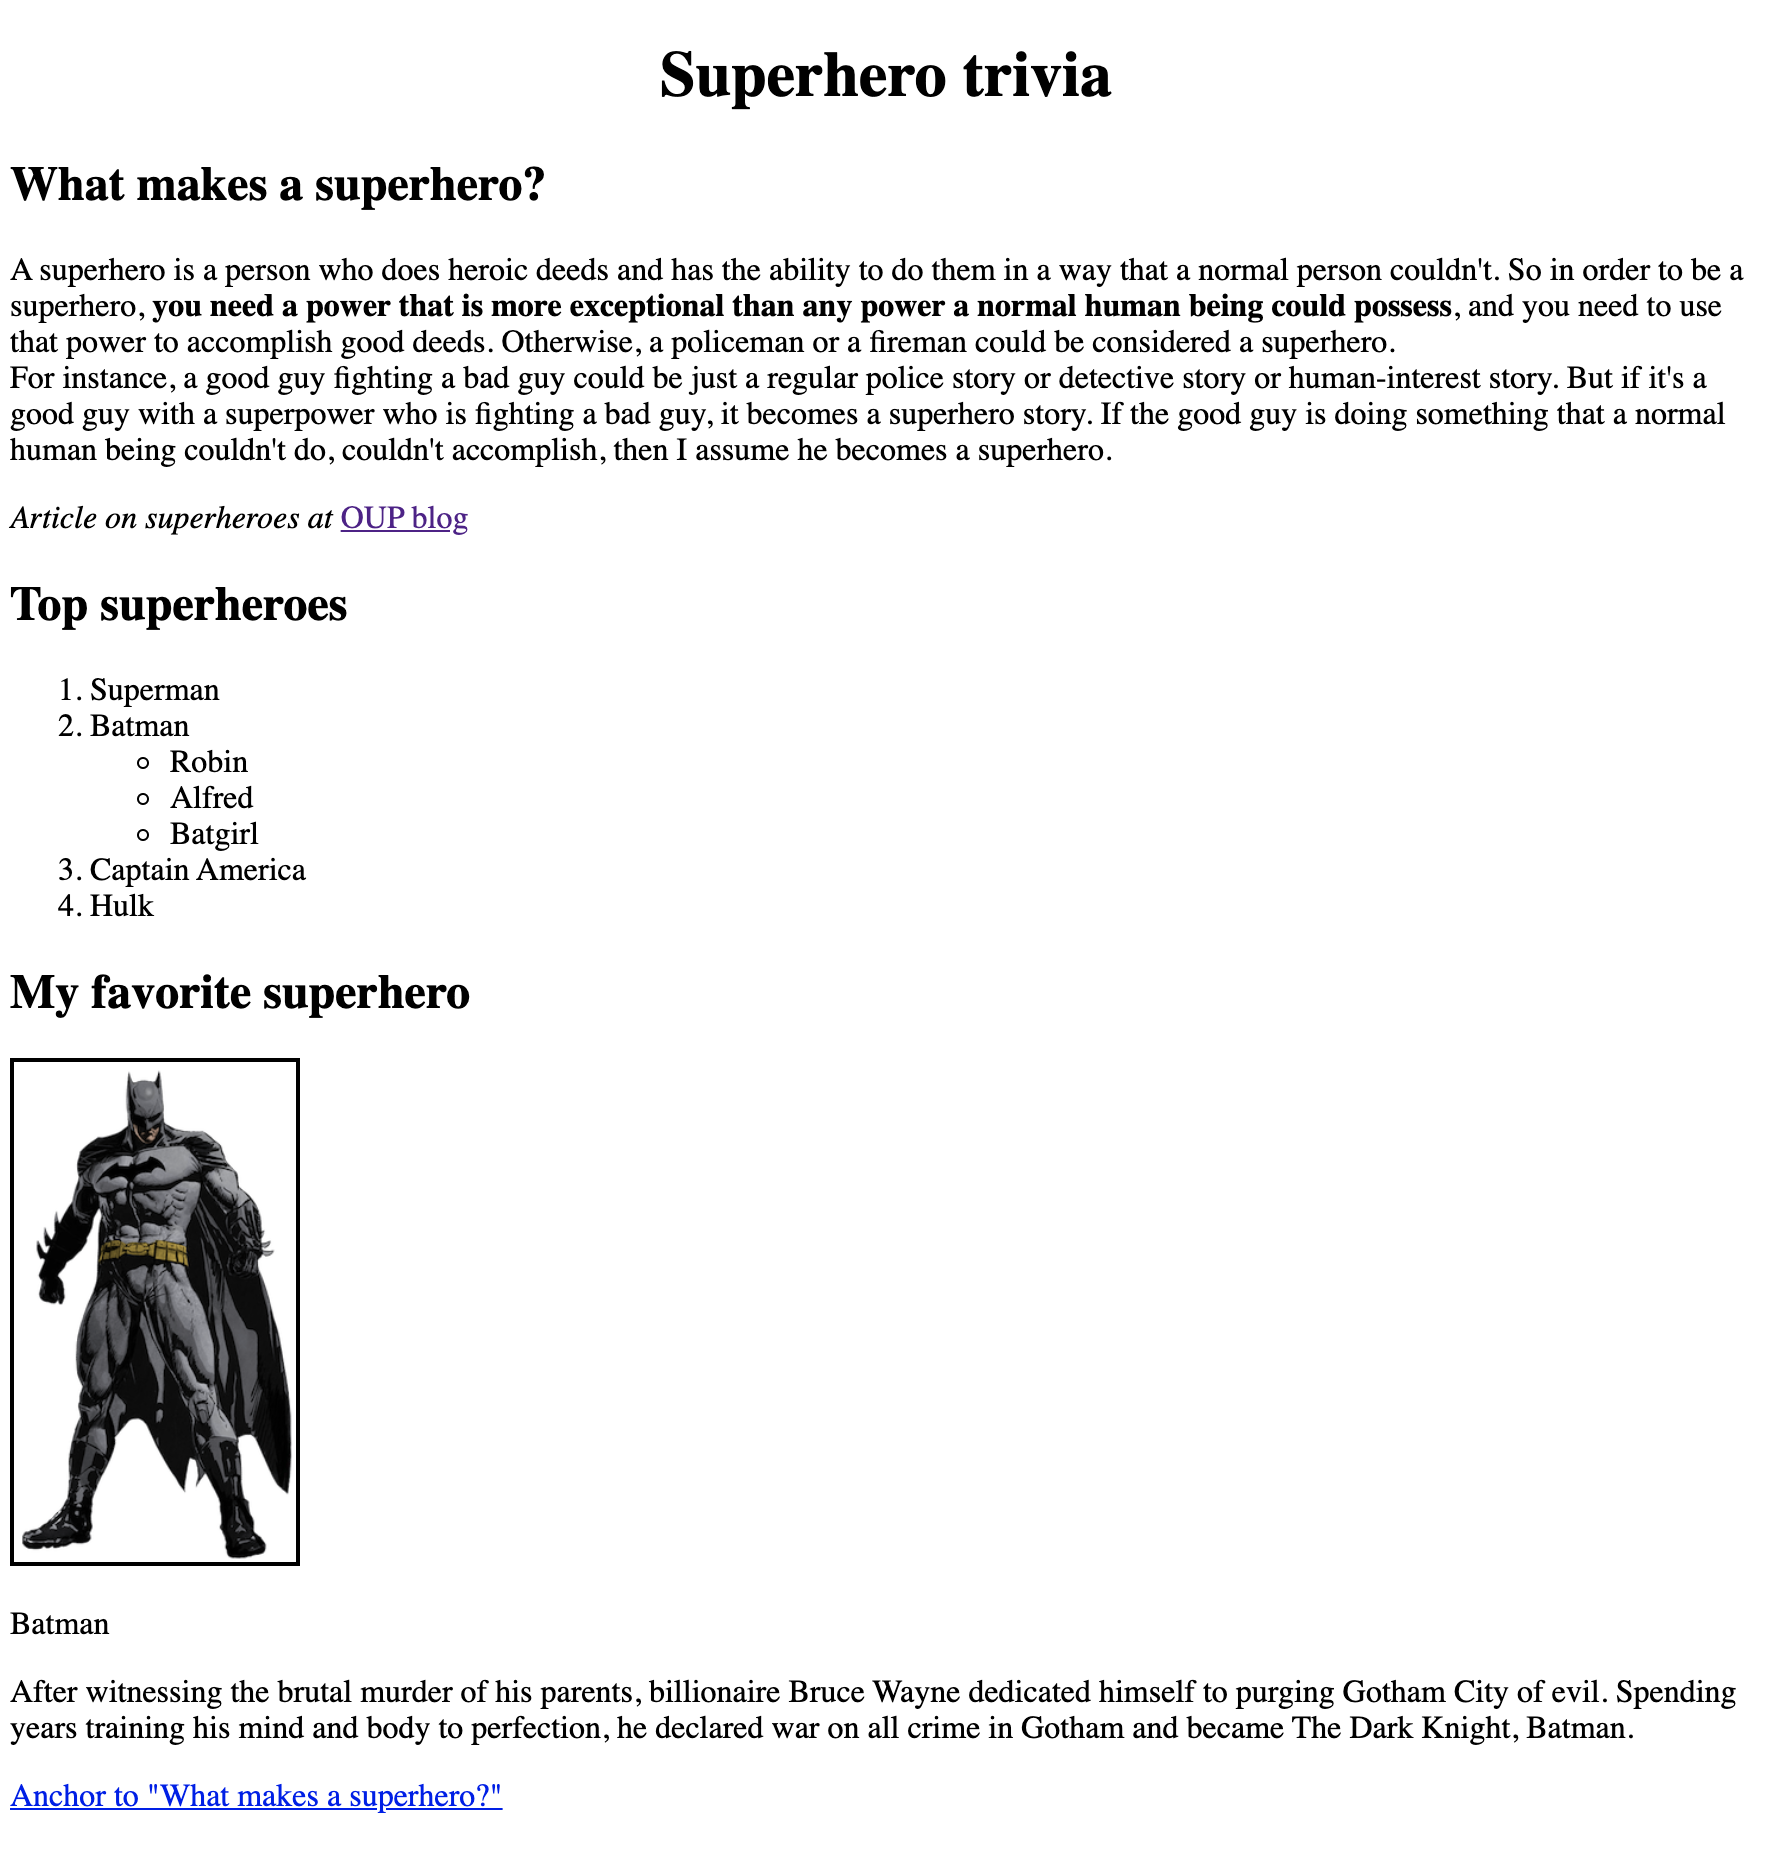 Superhero trivia
What makes a superhero?
A superhero is a person who does heroic deeds and has the ability to do them in a way that a normal person couldn't. So in order to be a
superhero, you need a power that is more exceptional than any power a normal human being could possess, and you need to use
that power to accomplish good deeds. Otherwise, a policeman or a fireman could be considered a superhero.
For instance, a good guy fighting a bad guy could be just a regular police story or detective story or human-interest story. But if it's a
good guy with a superpower who is fighting a bad guy, it becomes a superhero story. If the good guy is doing something that a normal
human being couldn't do, couldn't accomplish, then I assume he becomes a superhero.
Article on superheroes at OUP blog
Top superheroes
1. Superman
2. Batman
Robin
Alfred
Batgirl
3. Captain America
4. Hulk
My favorite superhero
Batman
After witnessing the brutal murder of his parents, billionaire Bruce Wayne dedicated himself to purging Gotham City of evil. Spending
years training his mind and body to perfection, he declared war on all crime in Gotham and became The Dark Knight, Batman.
Anchor to "What makes a superhero?"